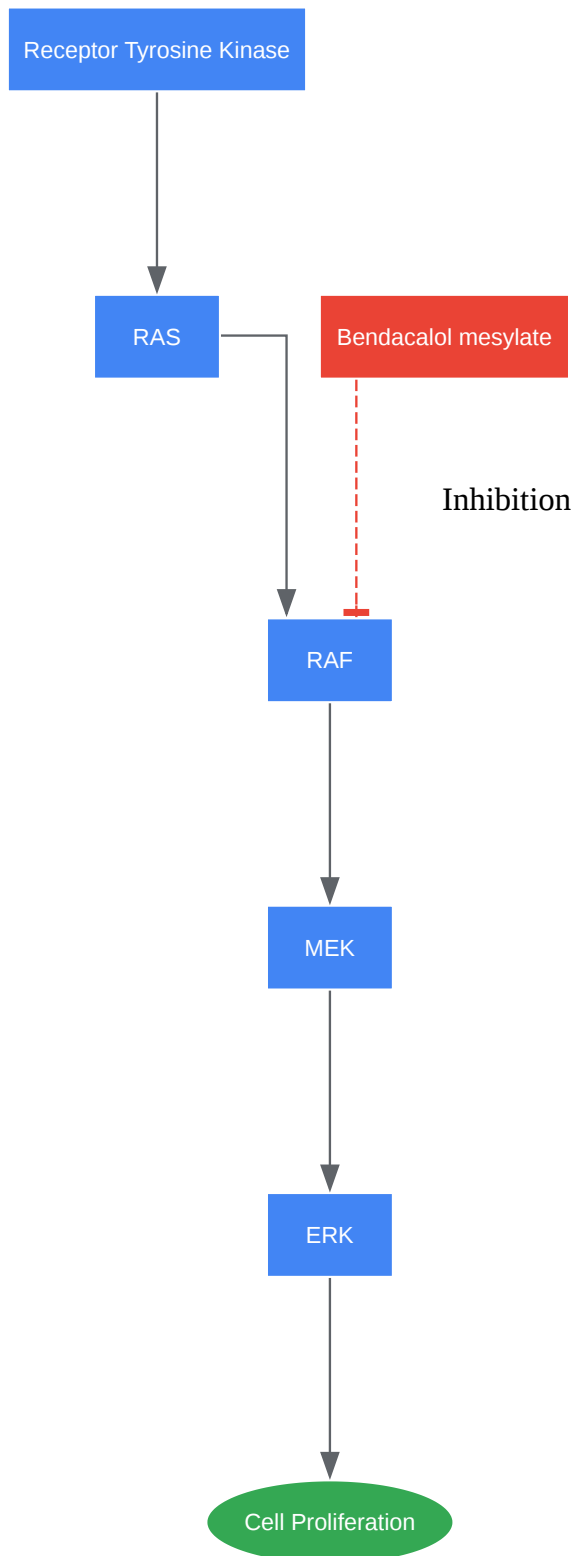 Receptor Tyrosine Kinase
RAS
Bendacalol mesylate
Inhibition
RAF
MEK
ERK
Cell Proliferation